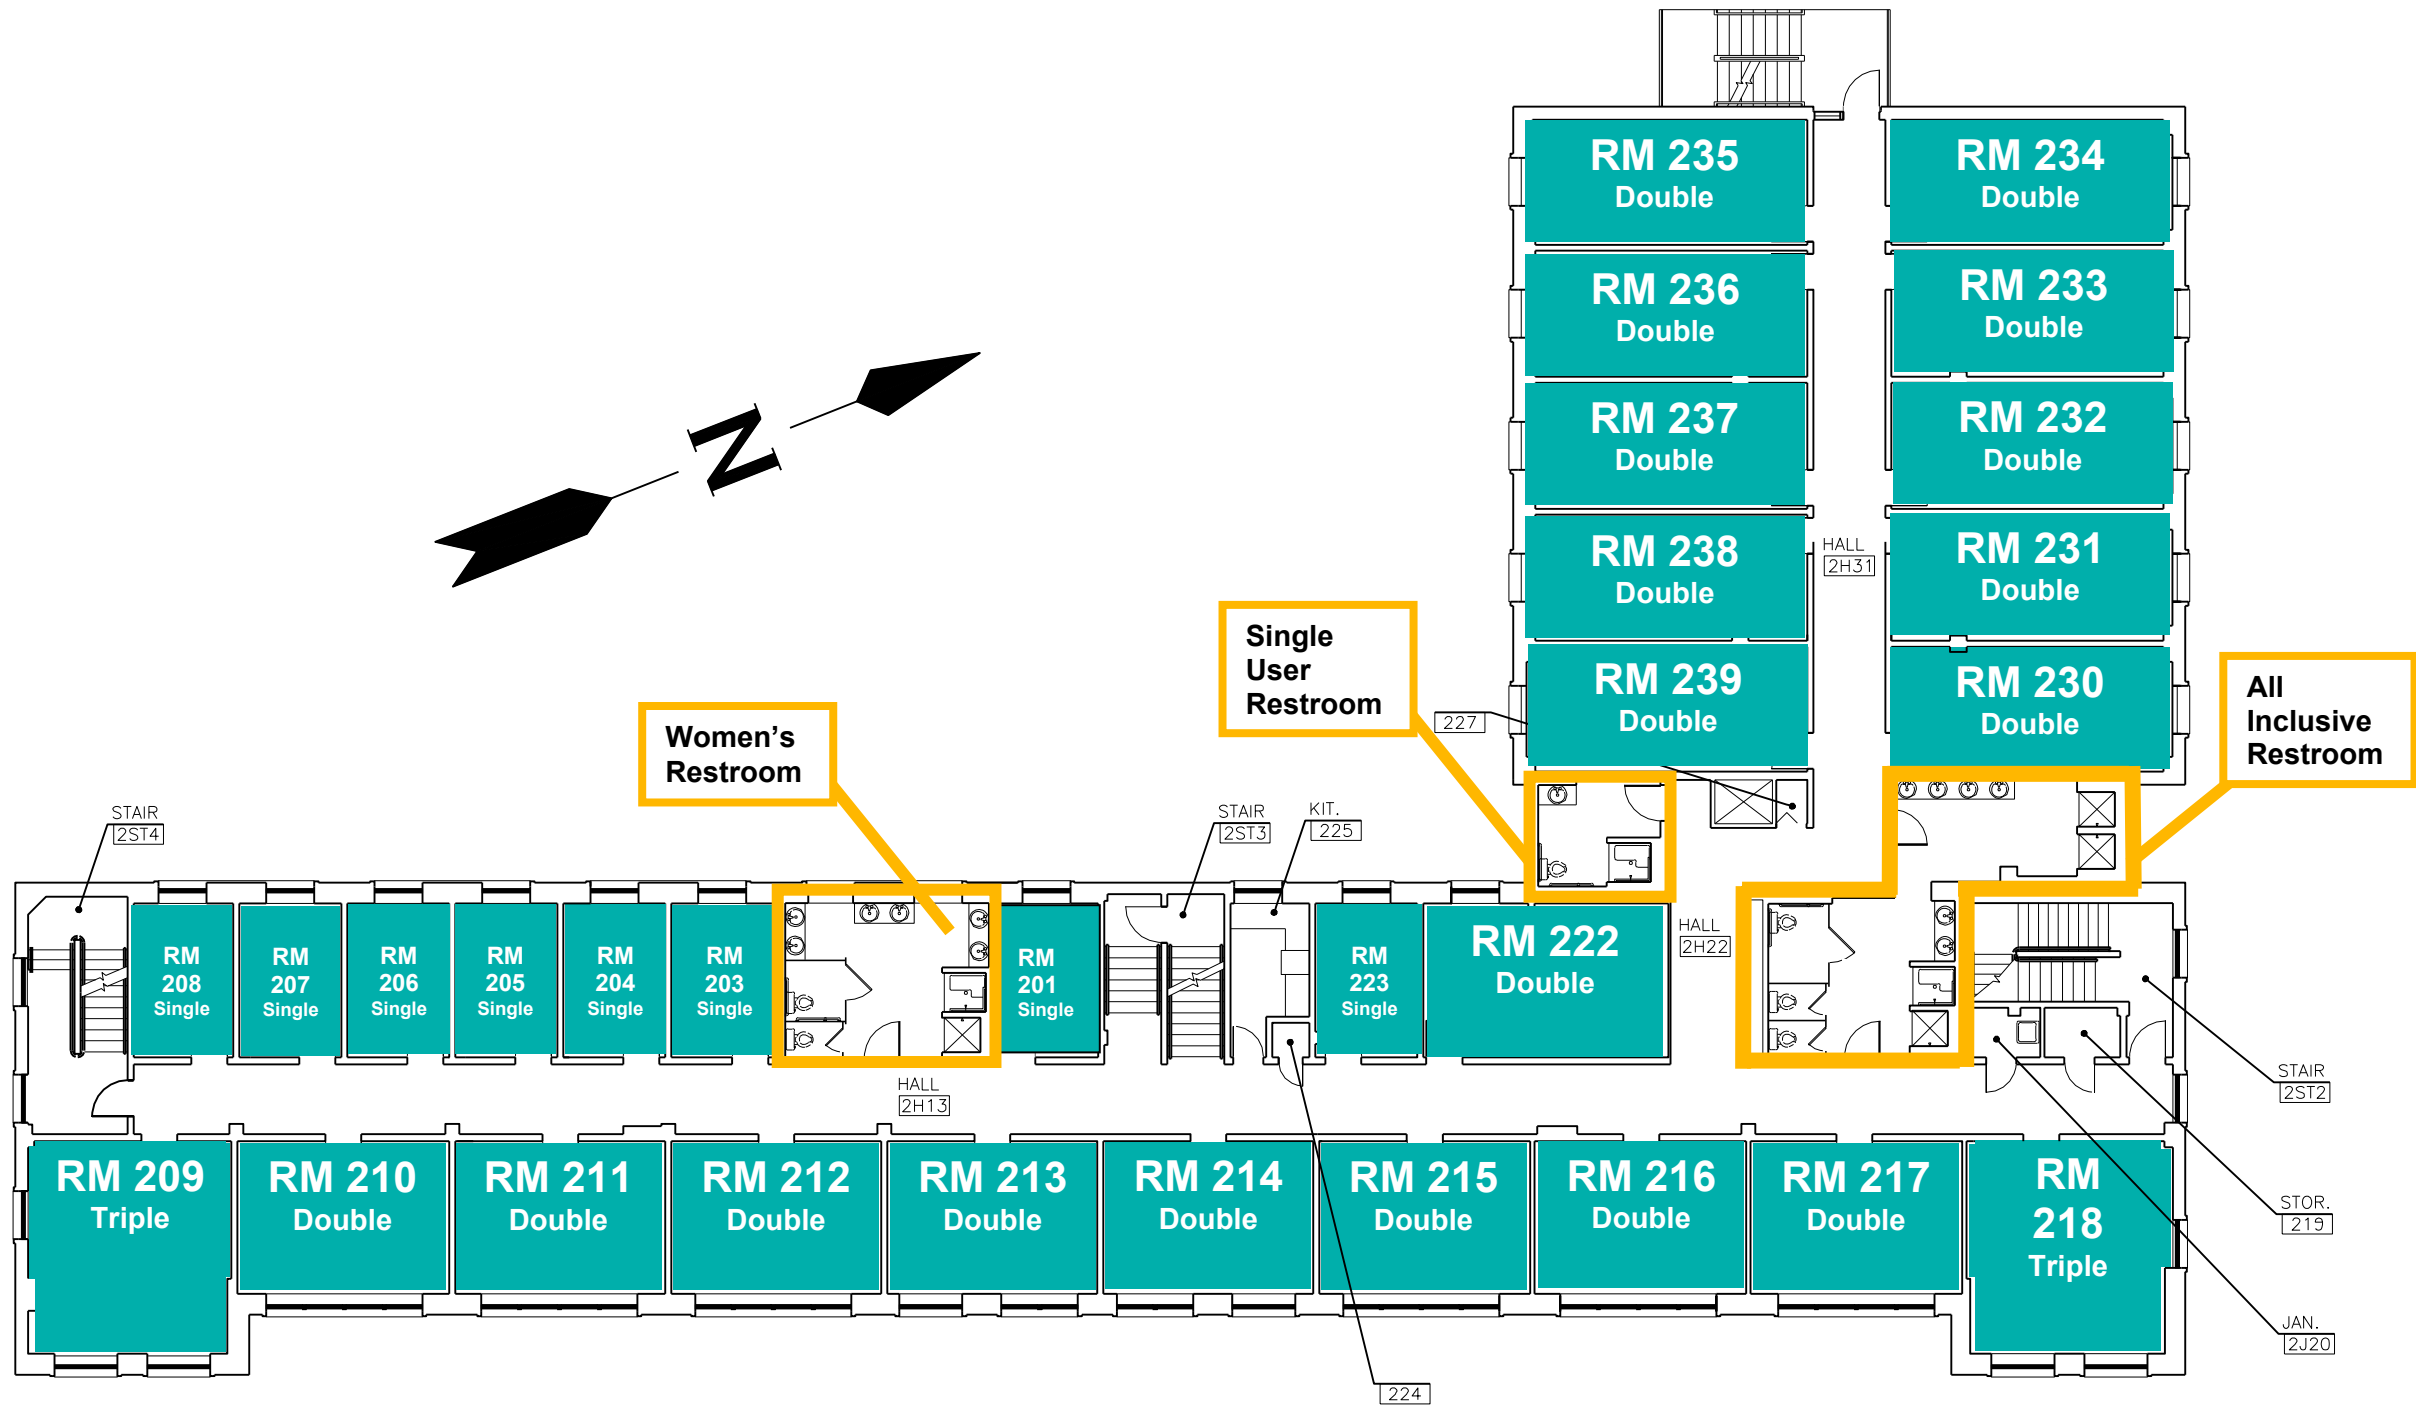 RM 235
Double
RM 234
Double
RM 236
Double
RM 233
Double
N
RM 237
Double
RM 232
Double
RM 238
Double
HALL
2H31
RM 231
Double
Single
User
Restroom
RM 239
Double
RM 230
Double
All
Inclusive
Restroom
227
Women's
Restroom
STAIR
2ST4
STAIR
2ST3
KIT.
225
RM
208
Single
RM
207
Single
RM
206
Single
RM
205
Single
RM
204
Single
RM
203
Single
RM
201
Single
RM
223
Single
RM 222
Double
HALL
2H22
HALL
2H13
STAIR
2ST2
RM 209
Triple
RM 210
Double
RM 211
Double
RM 212
Double
RM 213
Double
RM 214
Double
RM 215
Double
RM 216
Double
RM 217
Double
RM
218
Triple
STOR.
219
JAN.
2J20
224